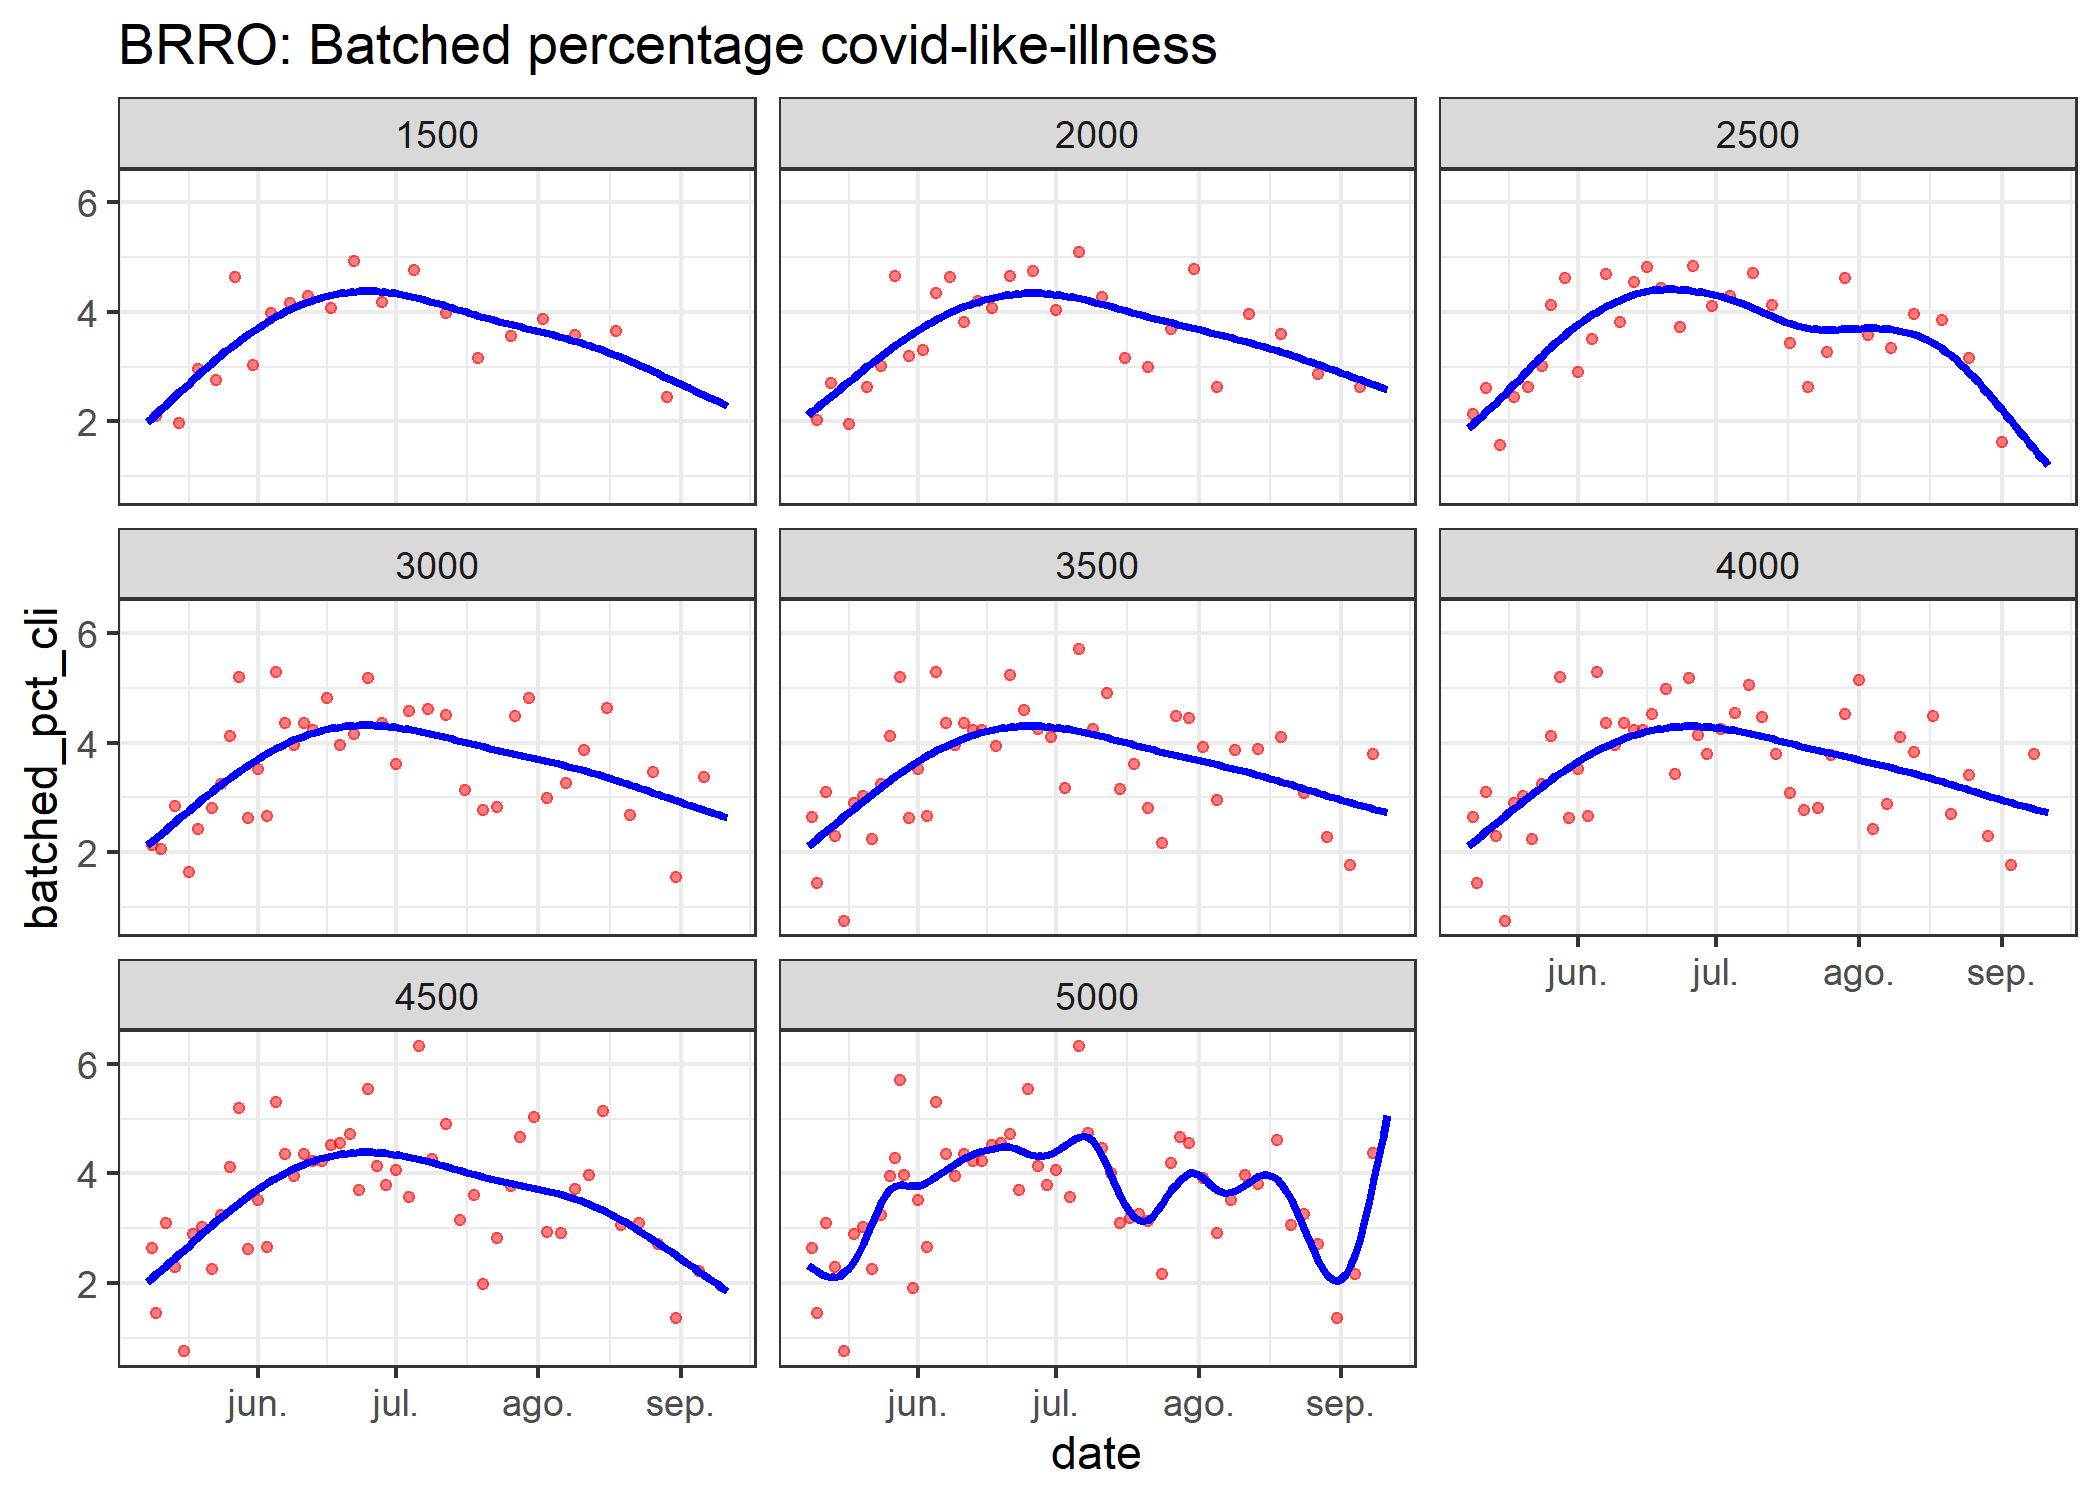 BRRO: Batched percentage covid-like-illness
1500
2000
2500
6
4
2
3000
3500
4000
batched_pct_cli
6
4
2
jun.
jul.
ago.
sep.
4500
5000
6
4
2
jun.
jul.
ago.
sep.
jun.
jul.
ago.
sep.
date